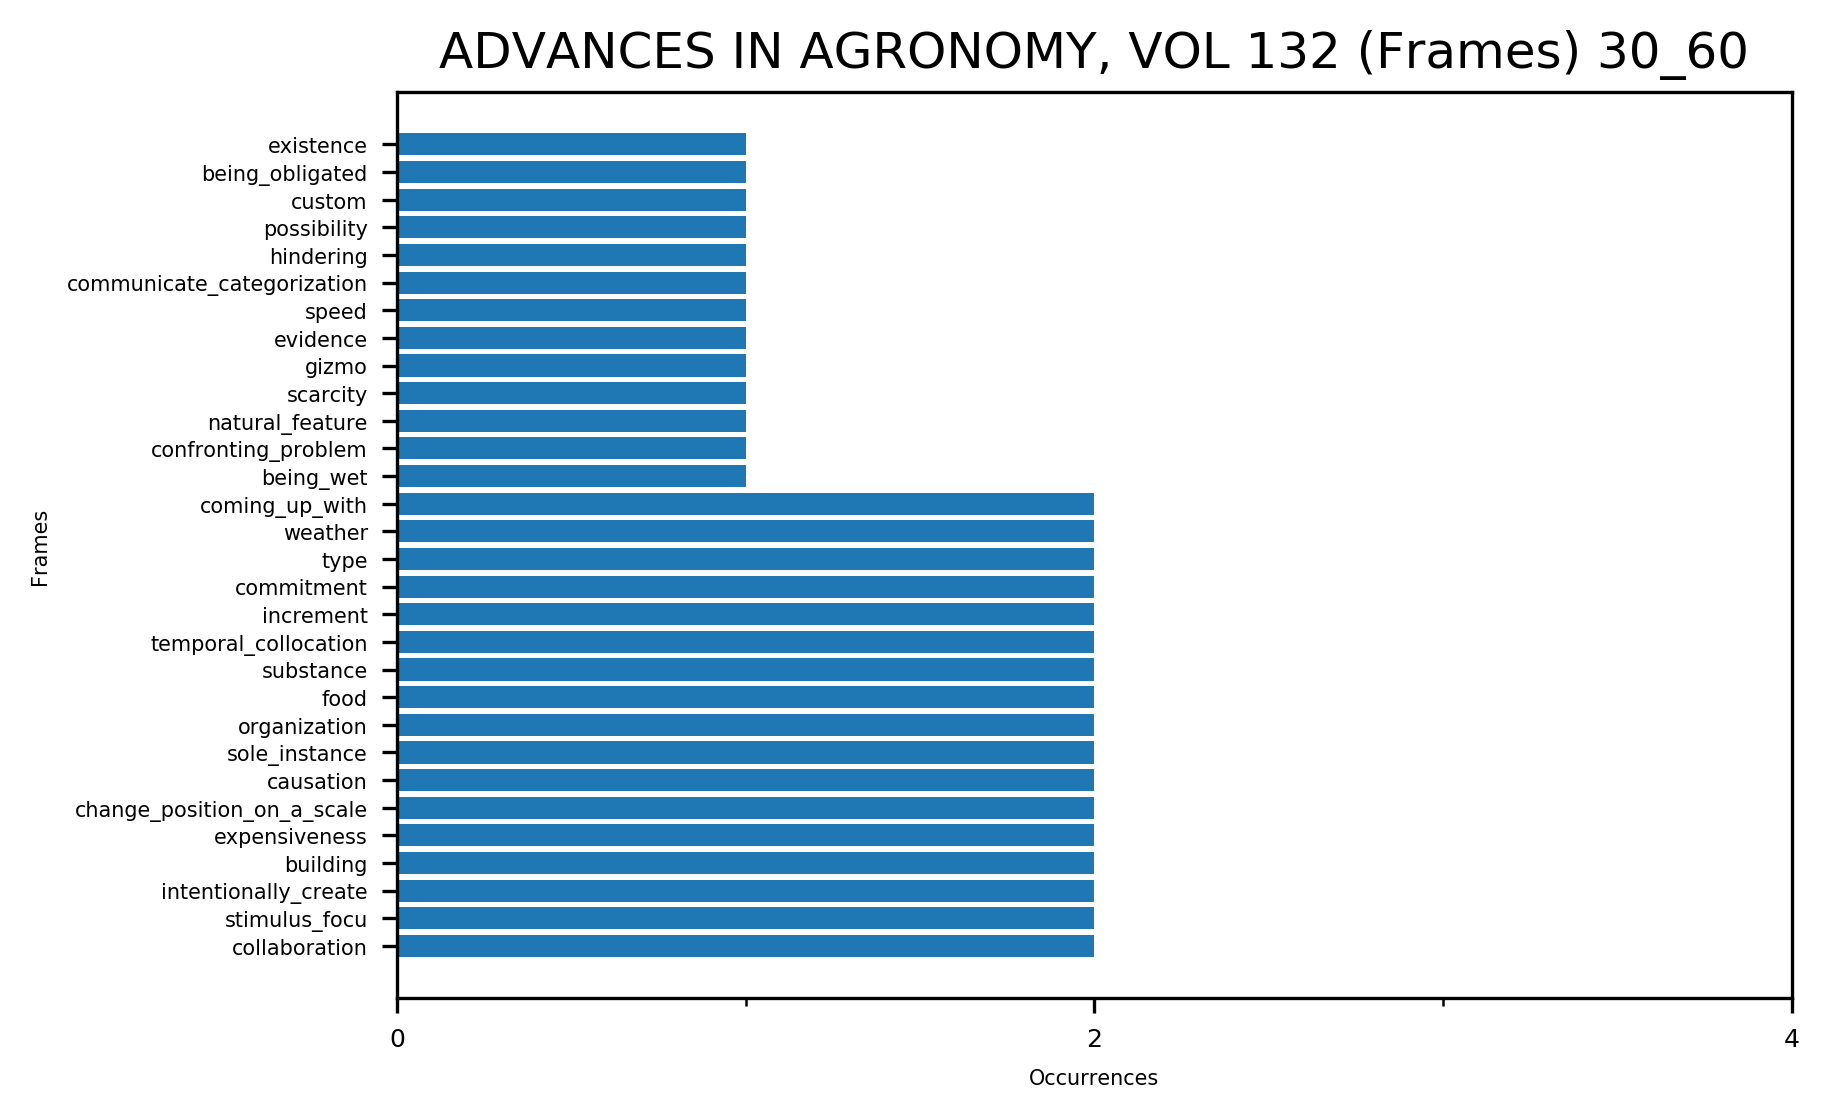 ADVANCES IN AGRONOMY, VOL 132 (Frames) 30_60
existence
being_obligated
custom
possibility
hindering
communicate_categorization
speed
evidence
gizmo
scarcity
natural_feature
confronting_problem
being_wet
coming_up_with
weather
type
commitment
increment
temporal_collocation
substance
food
organization
sole_instance
causation
change_position_on_a_scale
expensiveness
building
intentionally_create
stimulus_focu
collaboration
Frames
0 2 4
Occurrences